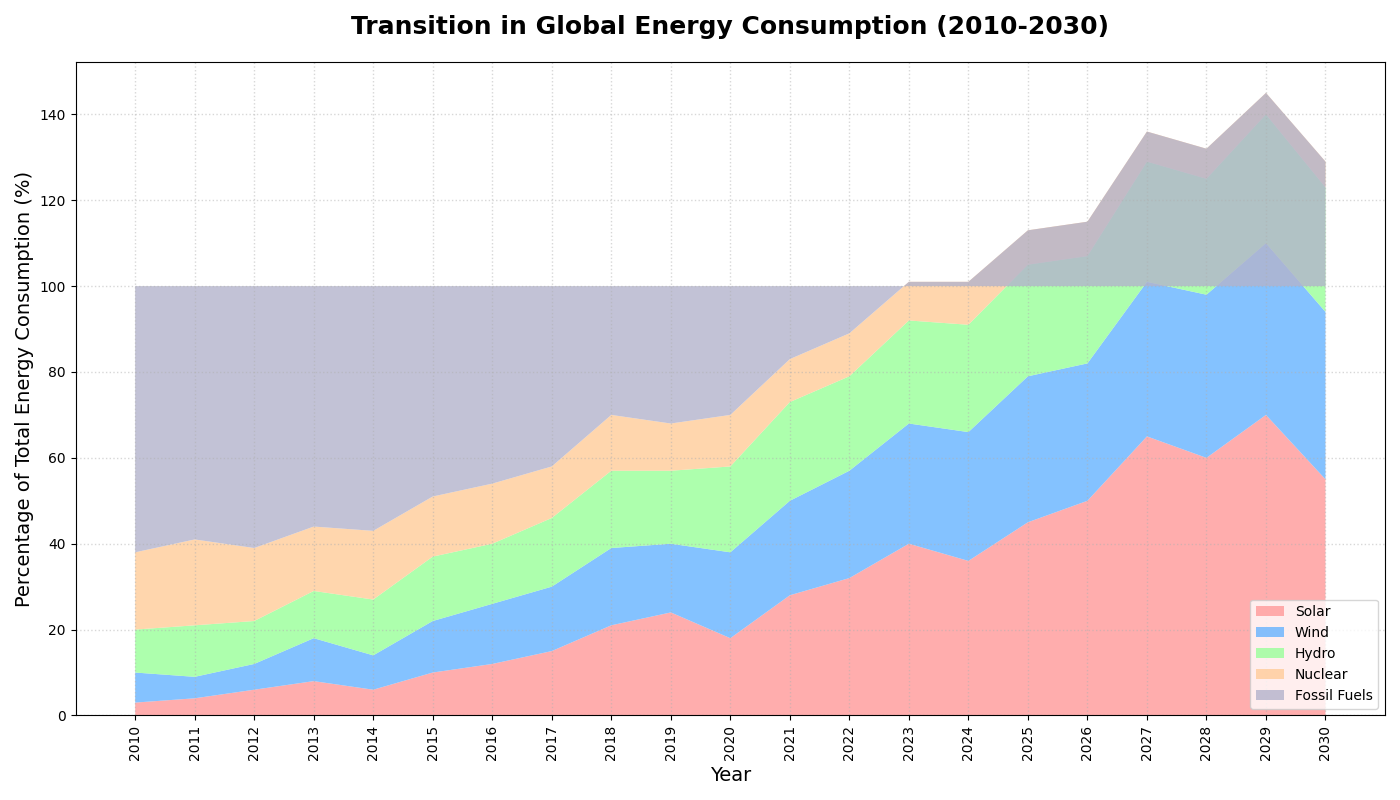 Transition in Global Energy Consumption (2010-2030)
Percentage of Total Energy Consumption (%)
140
120
100
80
60
40
20
0
Solar
Wind
Hydro
Nuclear
Fossil Fuels
2010 2011 2012 2013 2014 2015 2016 2017 2018 2019 2020 2021 2022 2023 2024 2025 2026 2027 2028 2029 2030
Year